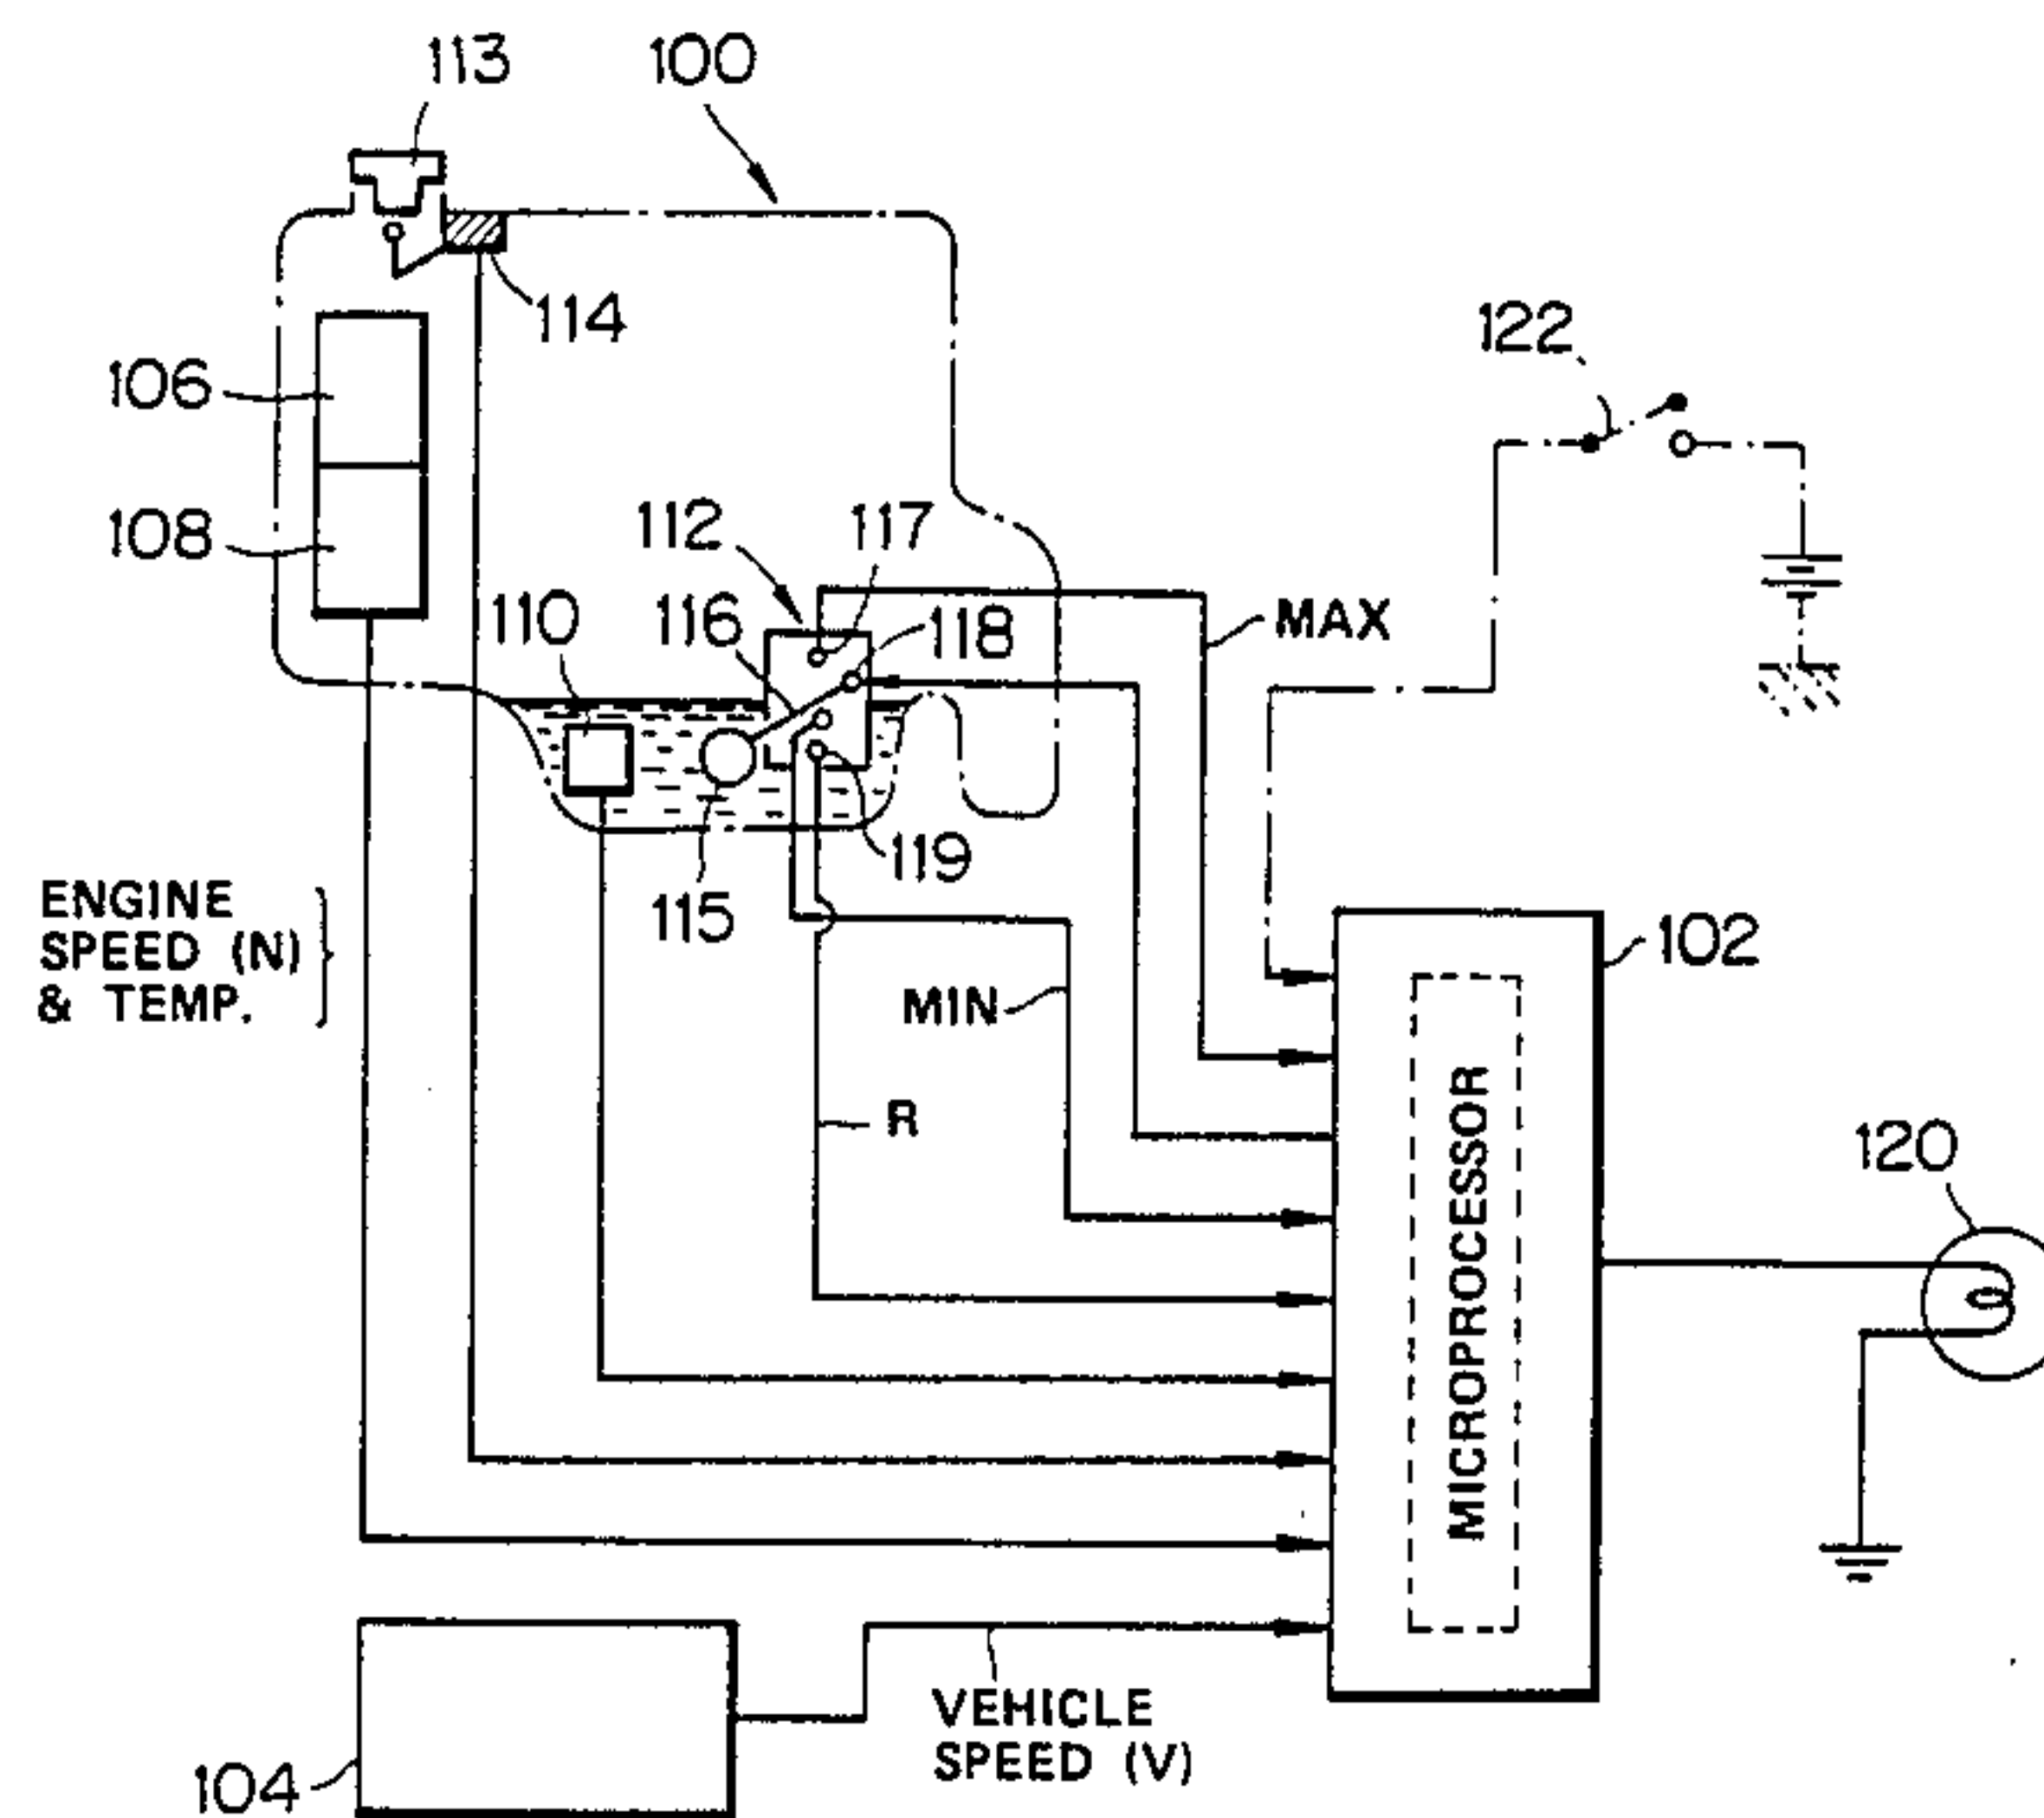 113
100
114
122
106
108
112
117
110
116
118
MAX
119
115
ENGINE
SPEED (N)
& TEMP.
102
MIN
R
MICROPROCESSOR
120
VEHICLE
SPEED (V)
104